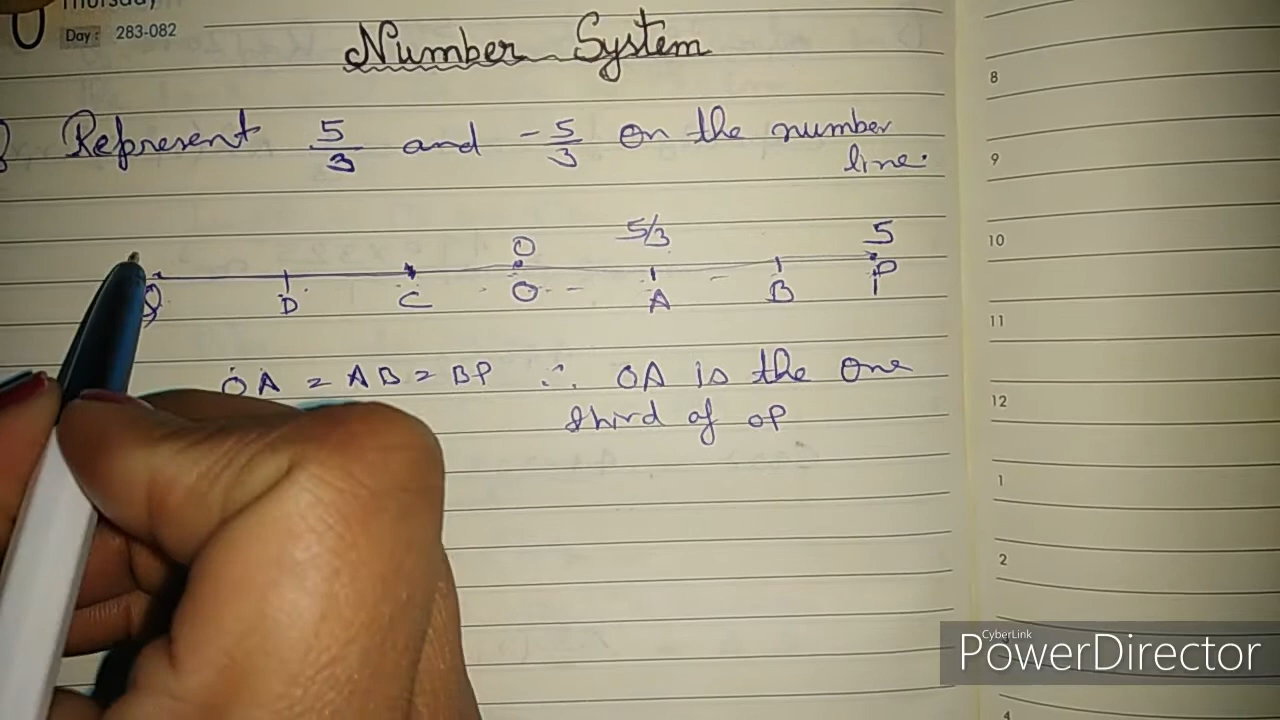 Thursday
Day: 283-082
Number System
Represent 5/3 and -5/3 on the number
line.
0 5/3 5
Q D C O A B P
OA = AB = BP ∴ OA is the One
third of OP
8
9
10
11
12
1
2
4
CyberLink
PowerDirector